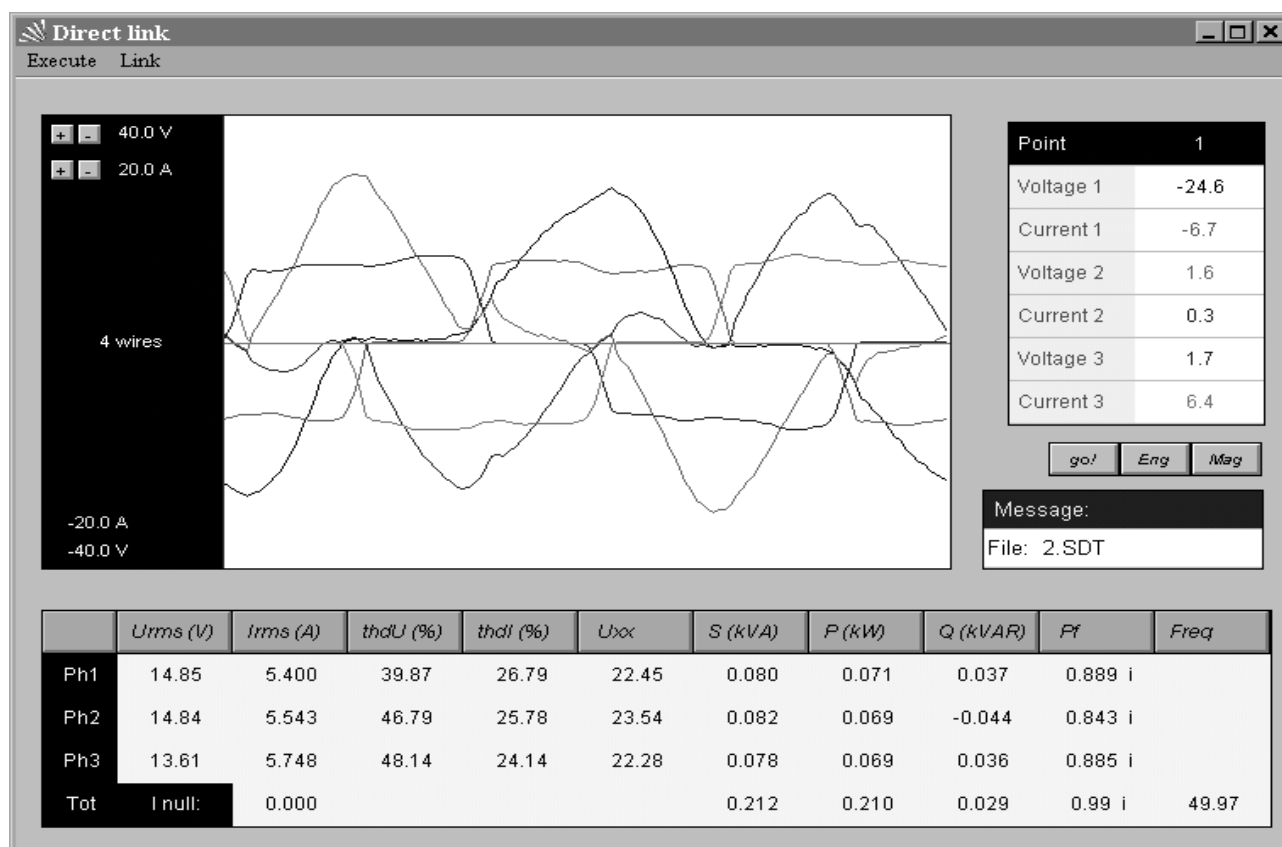 Direct link
Execute Link
+ - 40.0 V
+ - 20.0 A
4 wires
-20.0 A
-40.0 V
Point 1
Voltage 1 -24.6
Current 1 -6.7
Voltage 2 1.6
Current 2 0.3
Voltage 3 1.7
Current 3 6.4
go! Eng Mag
Message:
File: 2.SDT
Urms (V) Irms (A) thdU (%) thdI (%) Uxx S (kVA) P (kW) Q (kVAR) Pf Freq
Ph1 14.85 5.400 39.87 26.79 22.45 0.080 0.071 0.037 0.889 i
Ph2 14.84 5.543 46.79 25.78 23.54 0.082 0.069 -0.044 0.843 i
Ph3 13.61 5.748 48.14 24.14 22.28 0.078 0.069 0.036 0.885 i
Tot I null: 0.000 0.212 0.210 0.029 0.99 i 49.97